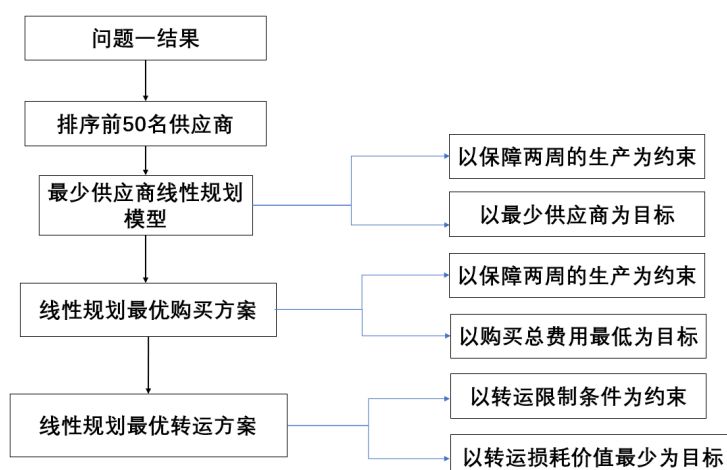 问题一结果
排序前50名供应商
最少供应商线性规划
模型
以保障两周的生产为约束
以最少供应商为目标
线性规划最优购买方案
以保障两周的生产为约束
以购买总费用最低为目标
线性规划最优转运方案
以转运限制条件为约束
以转运损耗价值最少为目标